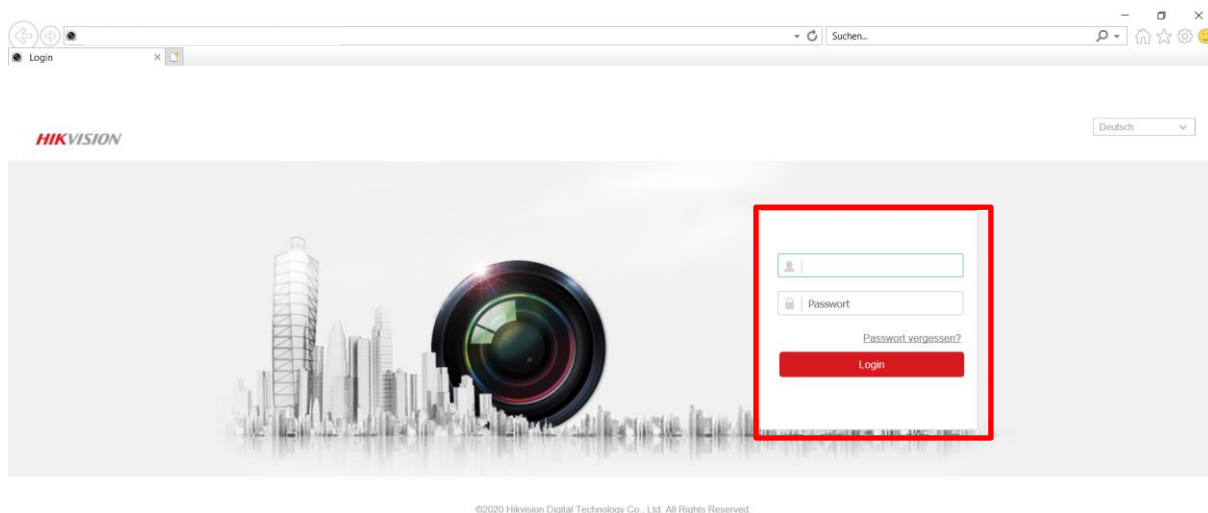 Suchen...
Login
HIKVISION
Deutsch
Passwort
Passwort vergessen?
Login
©2020 Hikvision Digital Technology Co., Ltd. All Rights Reserved.